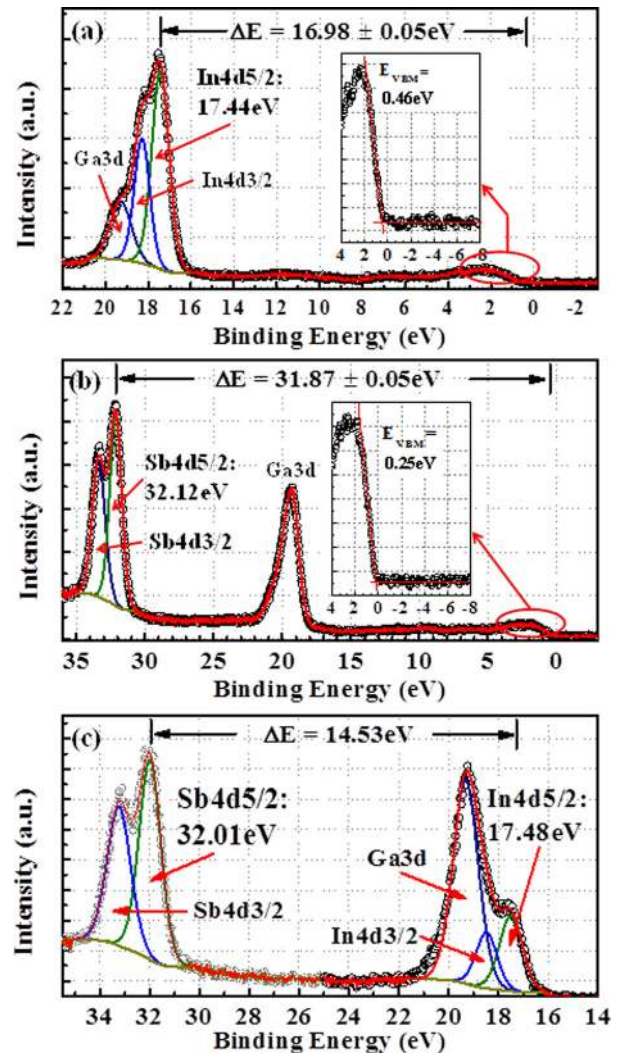 (a)
ΔE = 16.98 ± 0.05eV
In4d5/2:
17.44eV
Ga3d
In4d3/2
E_VBM=
0.46eV
4 2 0 -2 -4 -6 -8
Intensity (a.u.)
22 20 18 16 14 12 10 8 6 4 2 0 -2
Binding Energy (eV)
(b)
ΔE = 31.87 ± 0.05eV
Sb4d5/2:
32.12eV
Sb4d3/2
Ga3d
E_VBM=
0.25eV
4 2 0 -2 -4 -6 -8
Intensity (a.u.)
35 30 25 20 15 10 5 0
Binding Energy (eV)
(c)
ΔE = 14.53eV
Sb4d5/2:
32.01eV
Sb4d3/2
In4d5/2:
17.48eV
Ga3d
In4d3/2
Intensity (a.u.)
34 32 30 28 26 24 22 20 18 16 14
Binding Energy (eV)